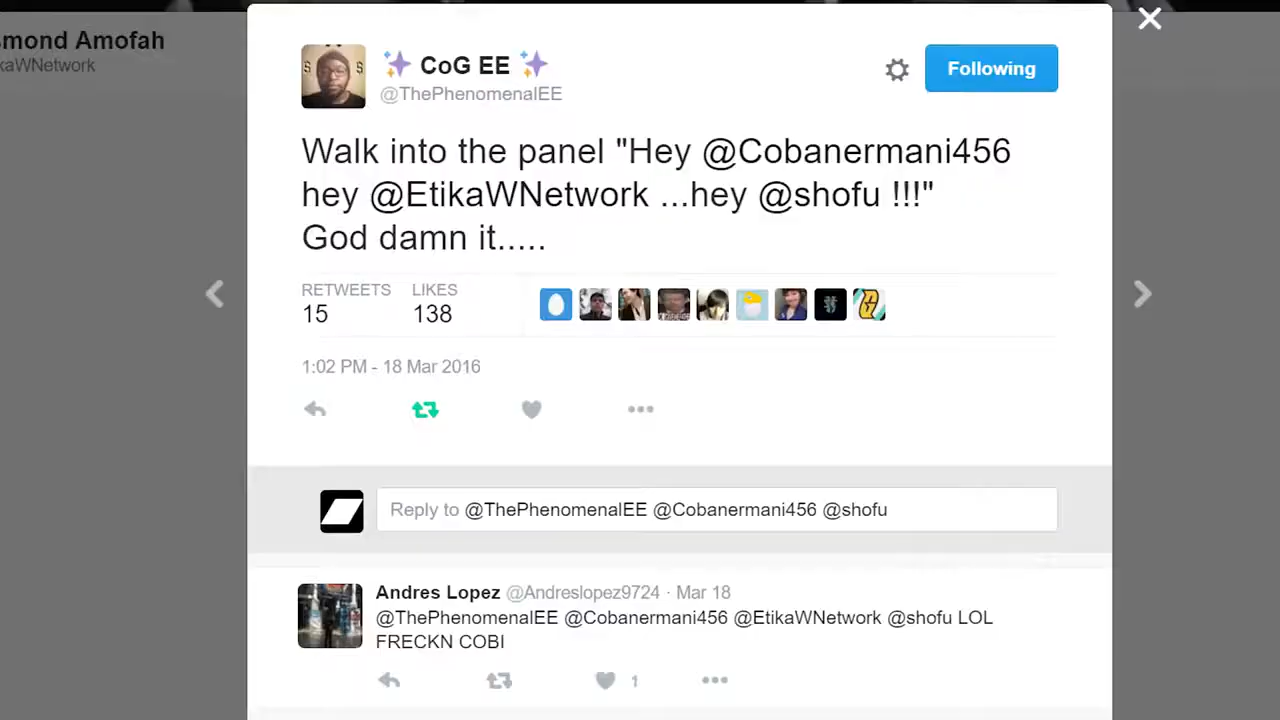 smond Amofah
kaWNetwork
✨ CoG EE ✨
@ThePhenomenalEE
Following
Walk into the panel "Hey @Cobanermani456
hey @EtikaWNetwork ...hey @shofu !!!"
God damn it.....
RETWEETS LIKES
15 138
1:02 PM - 18 Mar 2016
Reply to @ThePhenomenalEE @Cobanermani456 @shofu
Andres Lopez @Andreslopez9724 · Mar 18
@ThePhenomenalEE @Cobanermani456 @EtikaWNetwork @shofu LOL
FRECKN COBI
1